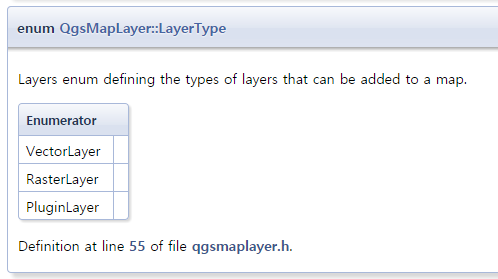 enum QgsMapLayer::LayerType
Layers enum defining the types of layers that can be added to a map.
Enumerator
VectorLayer
RasterLayer
PluginLayer
Definition at line 55 of file qgsmaplayer.h.